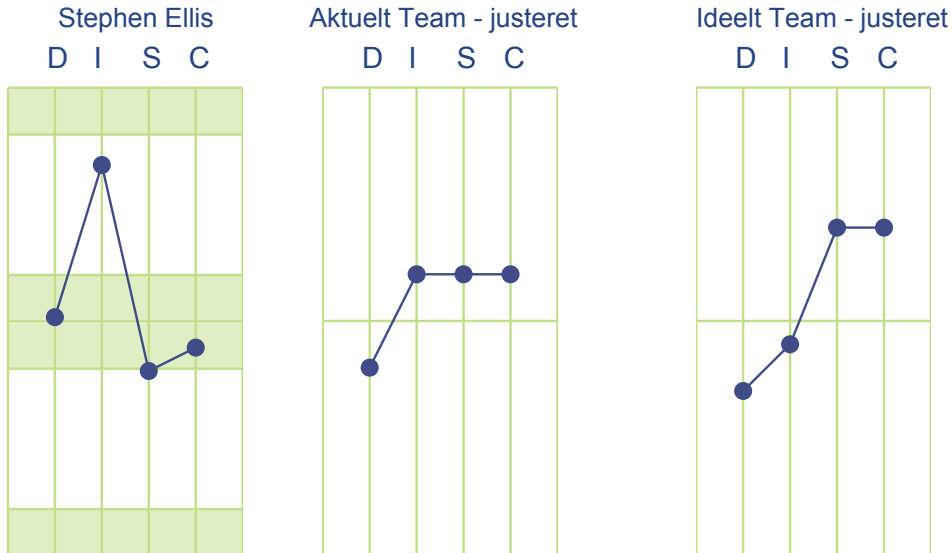 Stephen Ellis
D I S C
Aktuelt Team - justeret
D I S C
Ideelt Team - justeret
D I S C